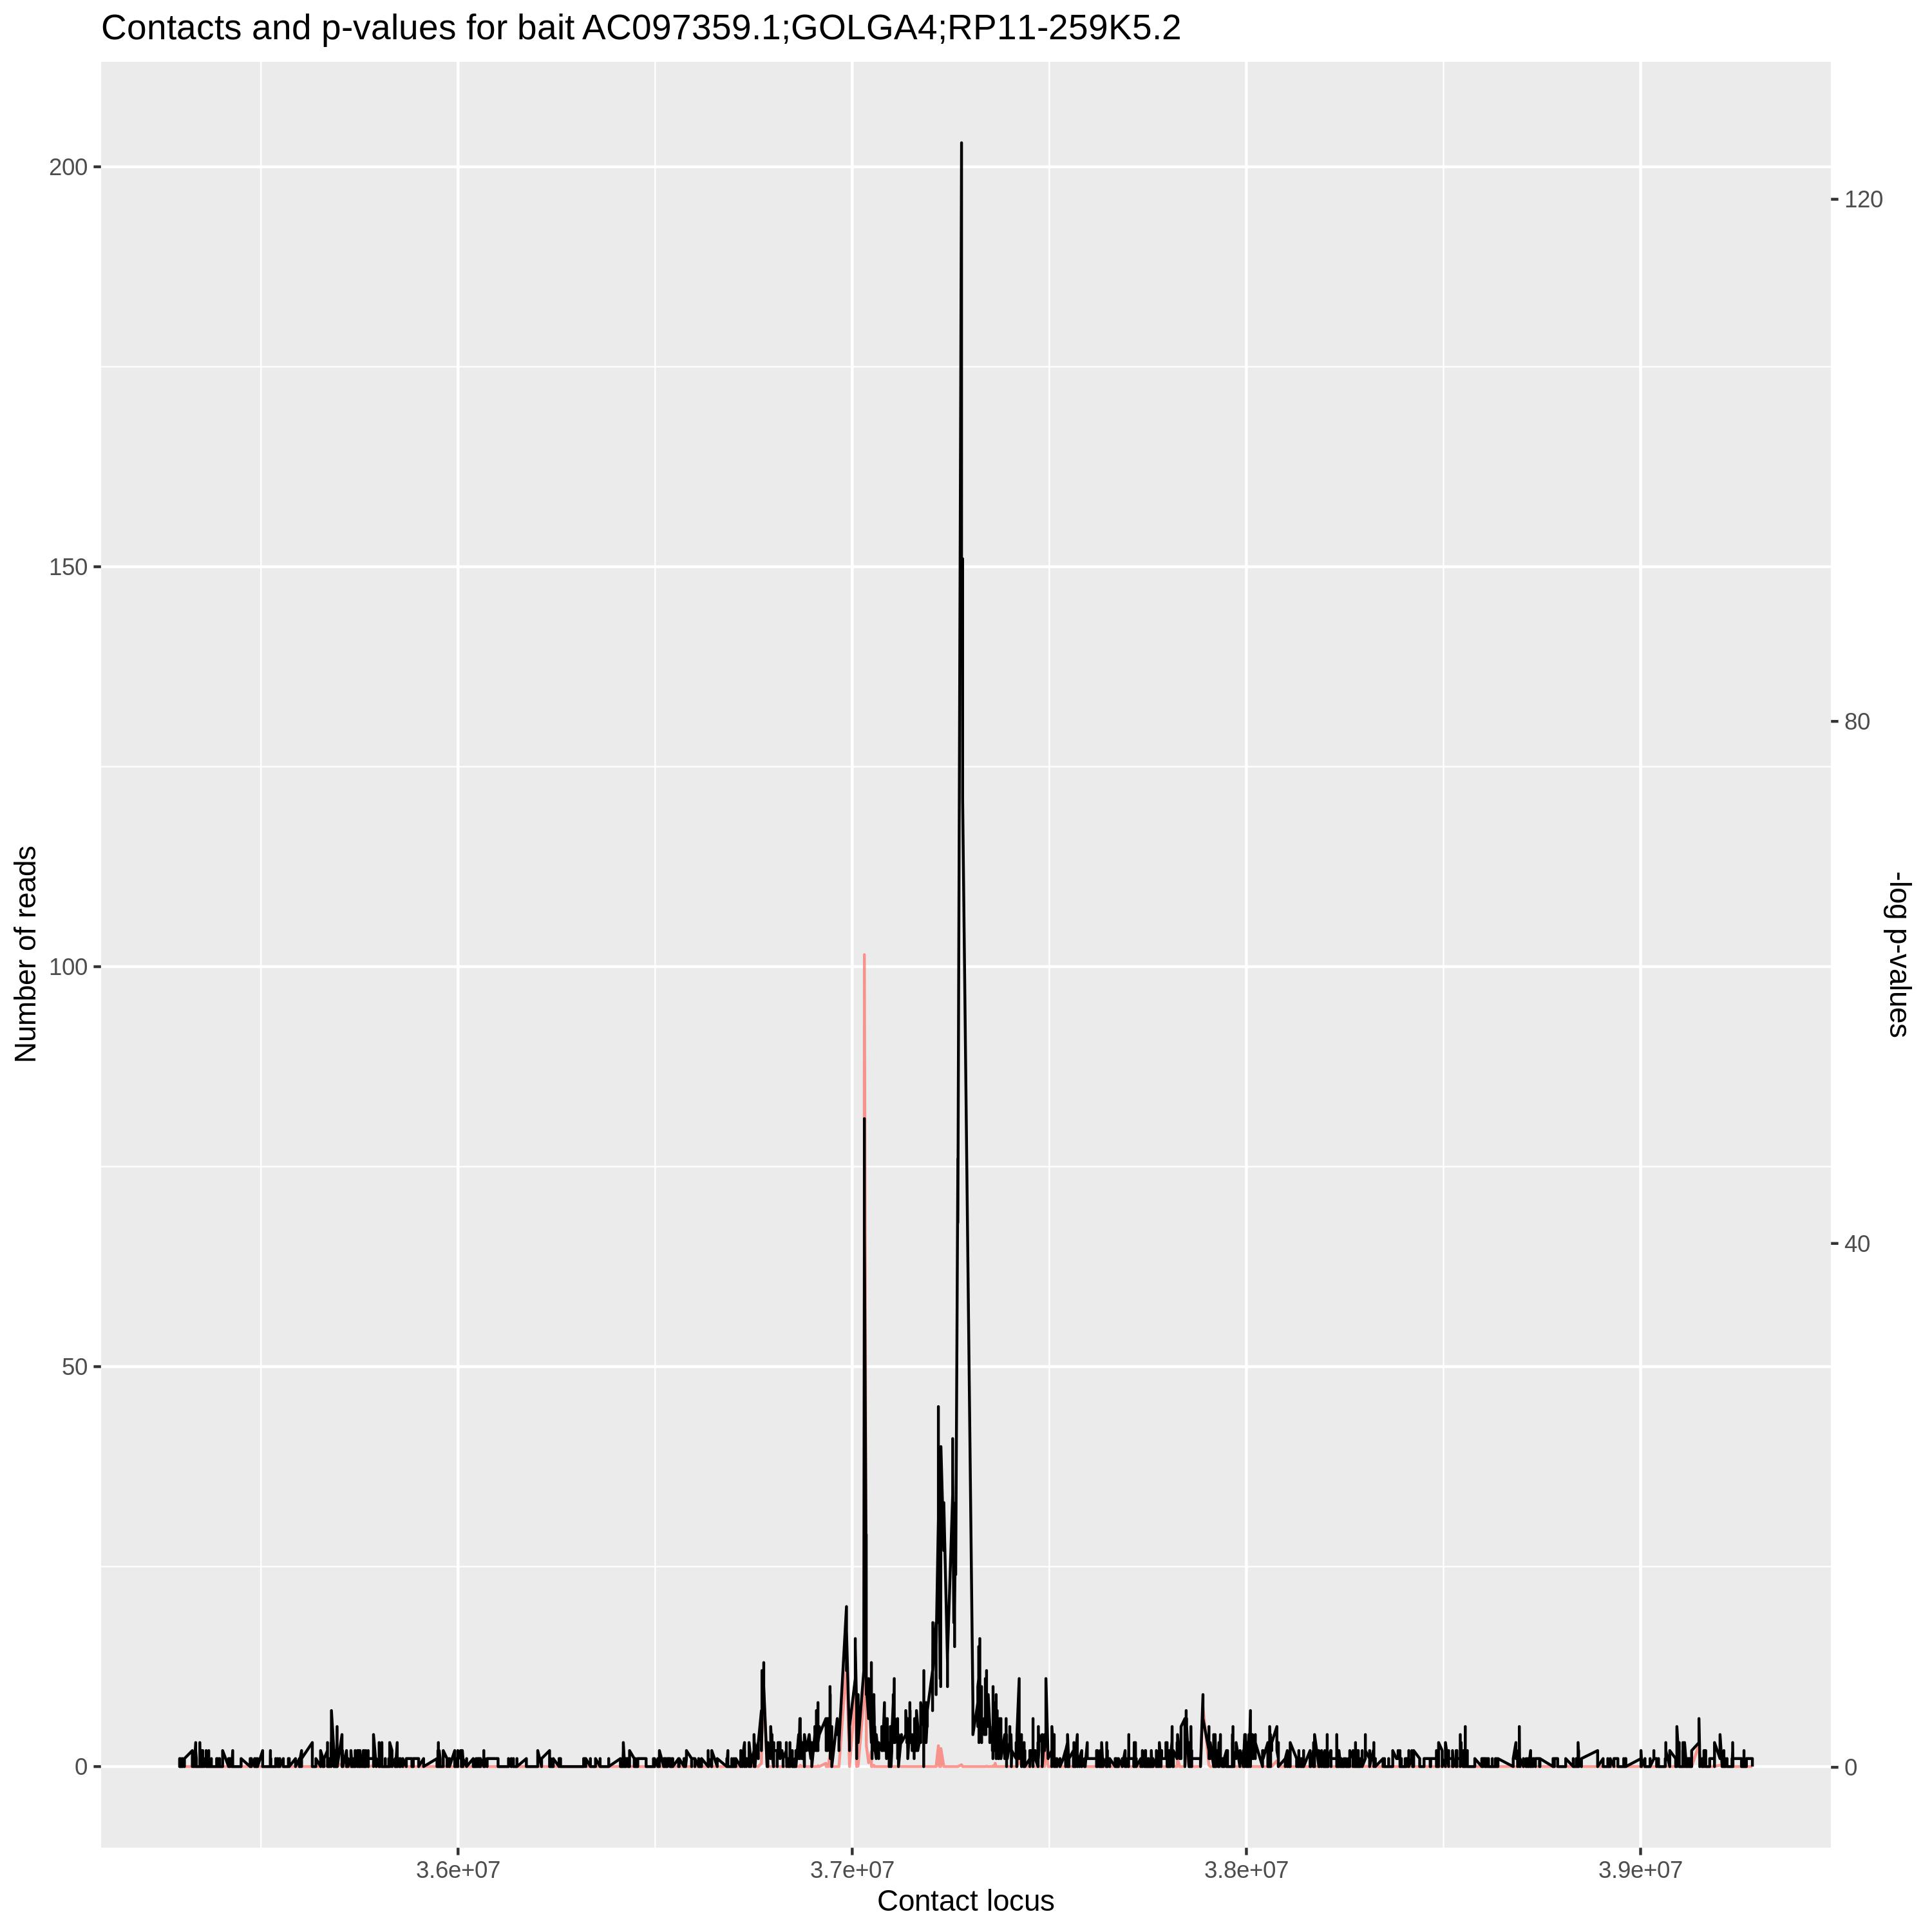 Contacts and p-values for bait AC097359.1;GOLGA4;RP11-259K5.2
200
150
100
50
0
Number of reads
120
80
40
0
-log p-values
3.6e+07
3.7e+07
3.8e+07
3.9e+07
Contact locus